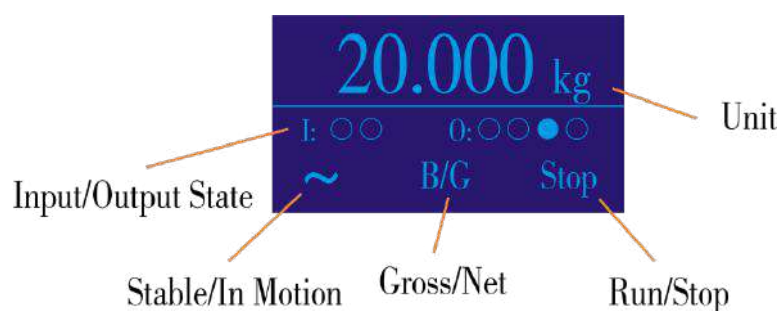 20.000 kg
Unit
I: ○○ O: ○○●○
Input/Output State
~ B/G Stop
Stable/In Motion
Gross/Net
Run/Stop